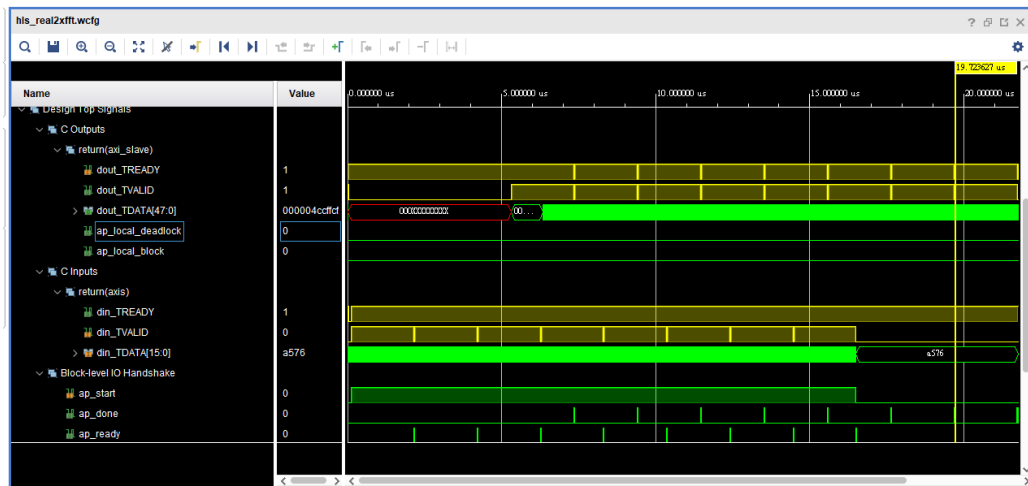 hls_real2xfft.wcfg
19.723627 us
Name Value 0.000000 us 5.000000 us 10.000000 us 15.000000 us 20.000000 us
Design Top Signals
C Outputs
return(axi_slave)
dout_TREADY 1
dout_TVALID 1
dout_TDATA[47:0] 000004ccffcf 000XXXXXXXXX 00...
ap_local_deadlock 0
ap_local_block 0
C Inputs
return(axis)
din_TREADY 1
din_TVALID 0
din_TDATA[15:0] a576 a576
Block-level IO Handshake
ap_start 0
ap_done 0
ap_ready 0